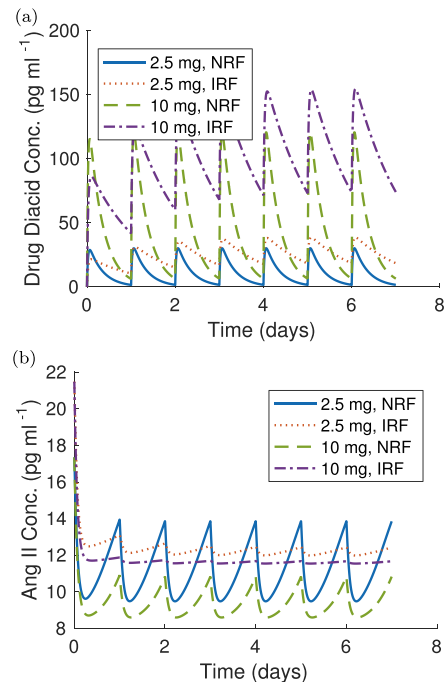 (a)
200
150
100
50
0
Drug Diacid Conc. (pg ml⁻¹)
2.5 mg, NRF
2.5 mg, IRF
10 mg, NRF
10 mg, IRF
0 2 4 6 8
Time (days)
(b)
22
20
18
16
14
12
10
8
Ang II Conc. (pg ml⁻¹)
2.5 mg, NRF
2.5 mg, IRF
10 mg, NRF
10 mg, IRF
0 2 4 6 8
Time (days)